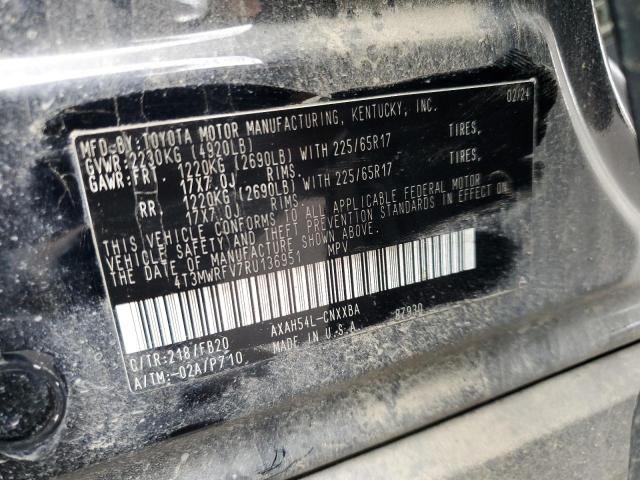 MFD. BY: TOYOTA MOTOR MANUFACTURING, KENTUCKY, INC. 02/24
GVWR: 2230KG (4920LB)
GAWR: FRT 1220KG (2690LB) WITH 225/65R17 TIRES,
17X7.0J RIMS.
RR 1220KG (2690LB) WITH 225/65R17 TIRES,
17X7.0J RIMS.
THIS VEHICLE CONFORMS TO ALL APPLICABLE FEDERAL MOTOR
VEHICLE SAFETY AND THEFT PREVENTION STANDARDS IN EFFECT ON
THE DATE OF MANUFACTURE SHOWN ABOVE.
4T3MWRFV7RU136951 MPV
C/TR: 218/FB20 AXAH54L-CNXXBA 87930
A/TM: -02A/P710 MADE IN U.S.A.